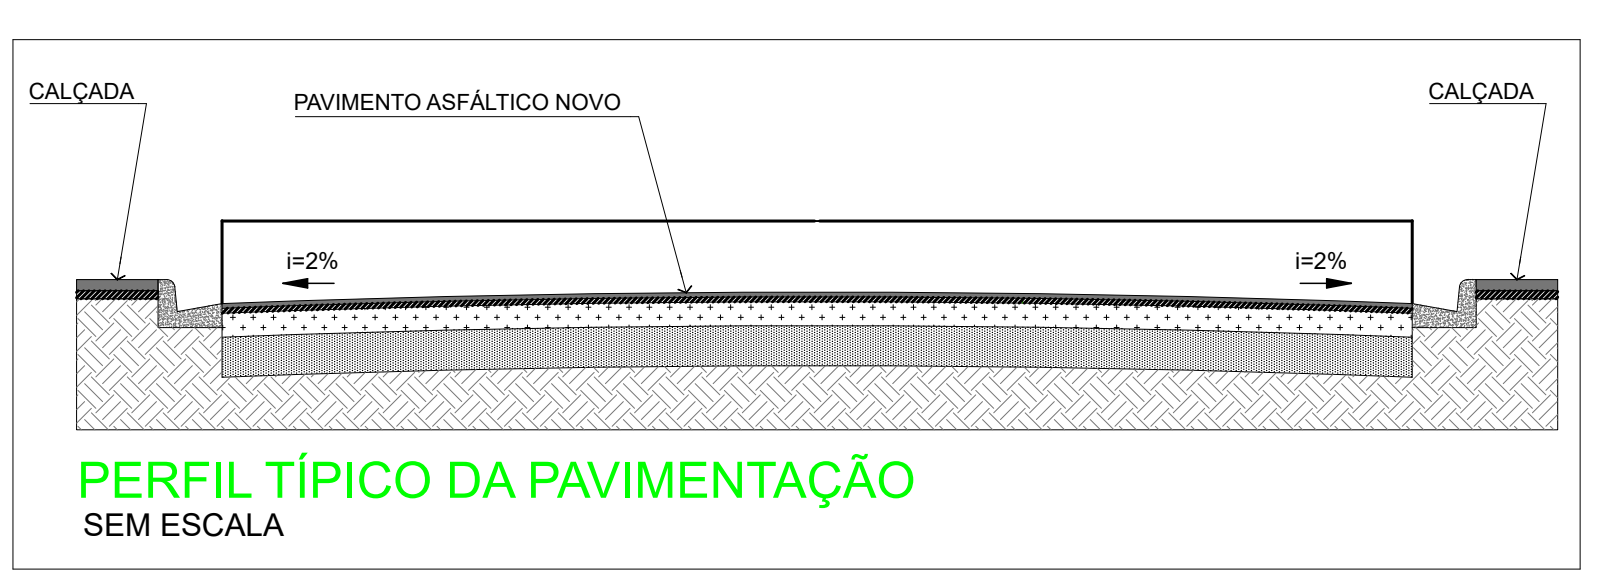 CALÇADA
PAVIMENTO ASFÁLTICO NOVO
CALÇADA
i=2%
i=2%
PERFIL TÍPICO DA PAVIMENTAÇÃO
SEM ESCALA